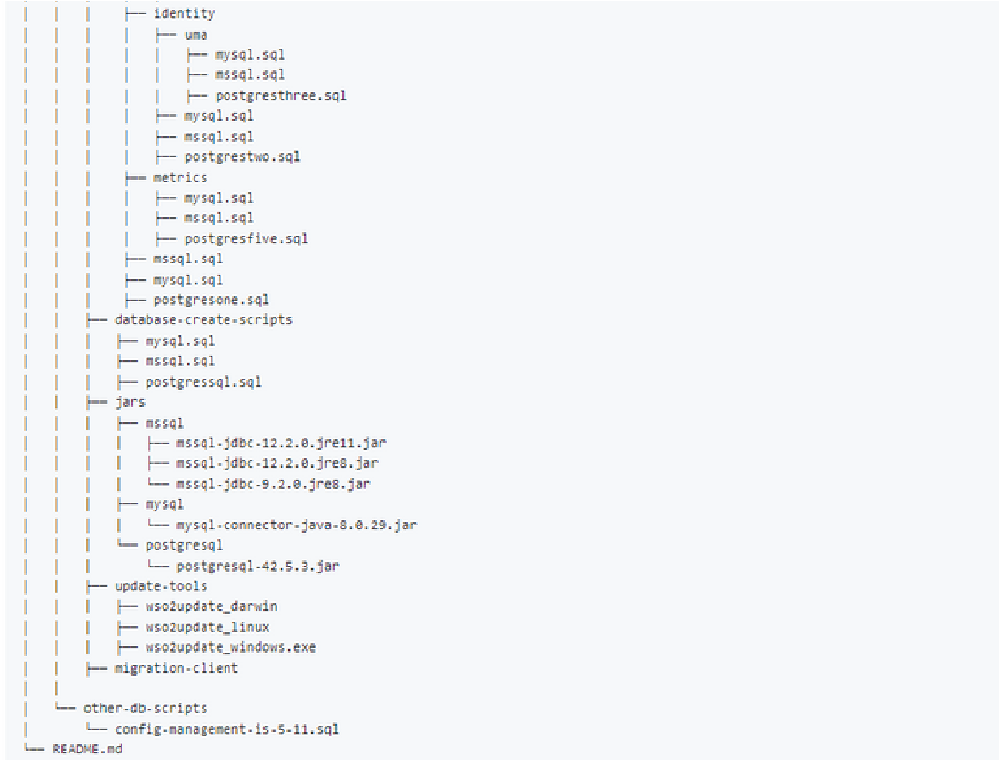 │   │   │    ├── identity
│   │   │    │   ├── uma
│   │   │    │   │   ├── mysql.sql
│   │   │    │   │   ├── mssql.sql
│   │   │    │   │   ├── postgresthree.sql
│   │   │    │   ├── mysql.sql
│   │   │    │   ├── mssql.sql
│   │   │    │   ├── postgrestwo.sql
│   │   │    ├── metrics
│   │   │    │   ├── mysql.sql
│   │   │    │   ├── mssql.sql
│   │   │    │   ├── postgresfive.sql
│   │   │    ├── mssql.sql
│   │   │    ├── mysql.sql
│   │   │    ├── postgresone.sql
│   │   ├── database-create-scripts
│   │   │   ├── mysql.sql
│   │   │   ├── mssql.sql
│   │   │   ├── postgressql.sql
│   │   ├── jars
│   │   │   ├── mssql
│   │   │   │   ├── mssql-jdbc-12.2.0.jre11.jar
│   │   │   │   ├── mssql-jdbc-12.2.0.jre8.jar
│   │   │   │   └── mssql-jdbc-9.2.0.jre8.jar
│   │   │   ├── mysql
│   │   │   │   └── mysql-connector-java-8.0.29.jar
│   │   │   └── postgresql
│   │   │       └── postgresql-42.5.3.jar
│   │   ├── update-tools
│   │   │   ├── wso2update_darwin
│   │   │   ├── wso2update_linux
│   │   │   ├── wso2update_windows.exe
│   │   ├── migration-client
│   │
│   └── other-db-scripts
│       └── config-management-is-5-11.sql
└── README.md